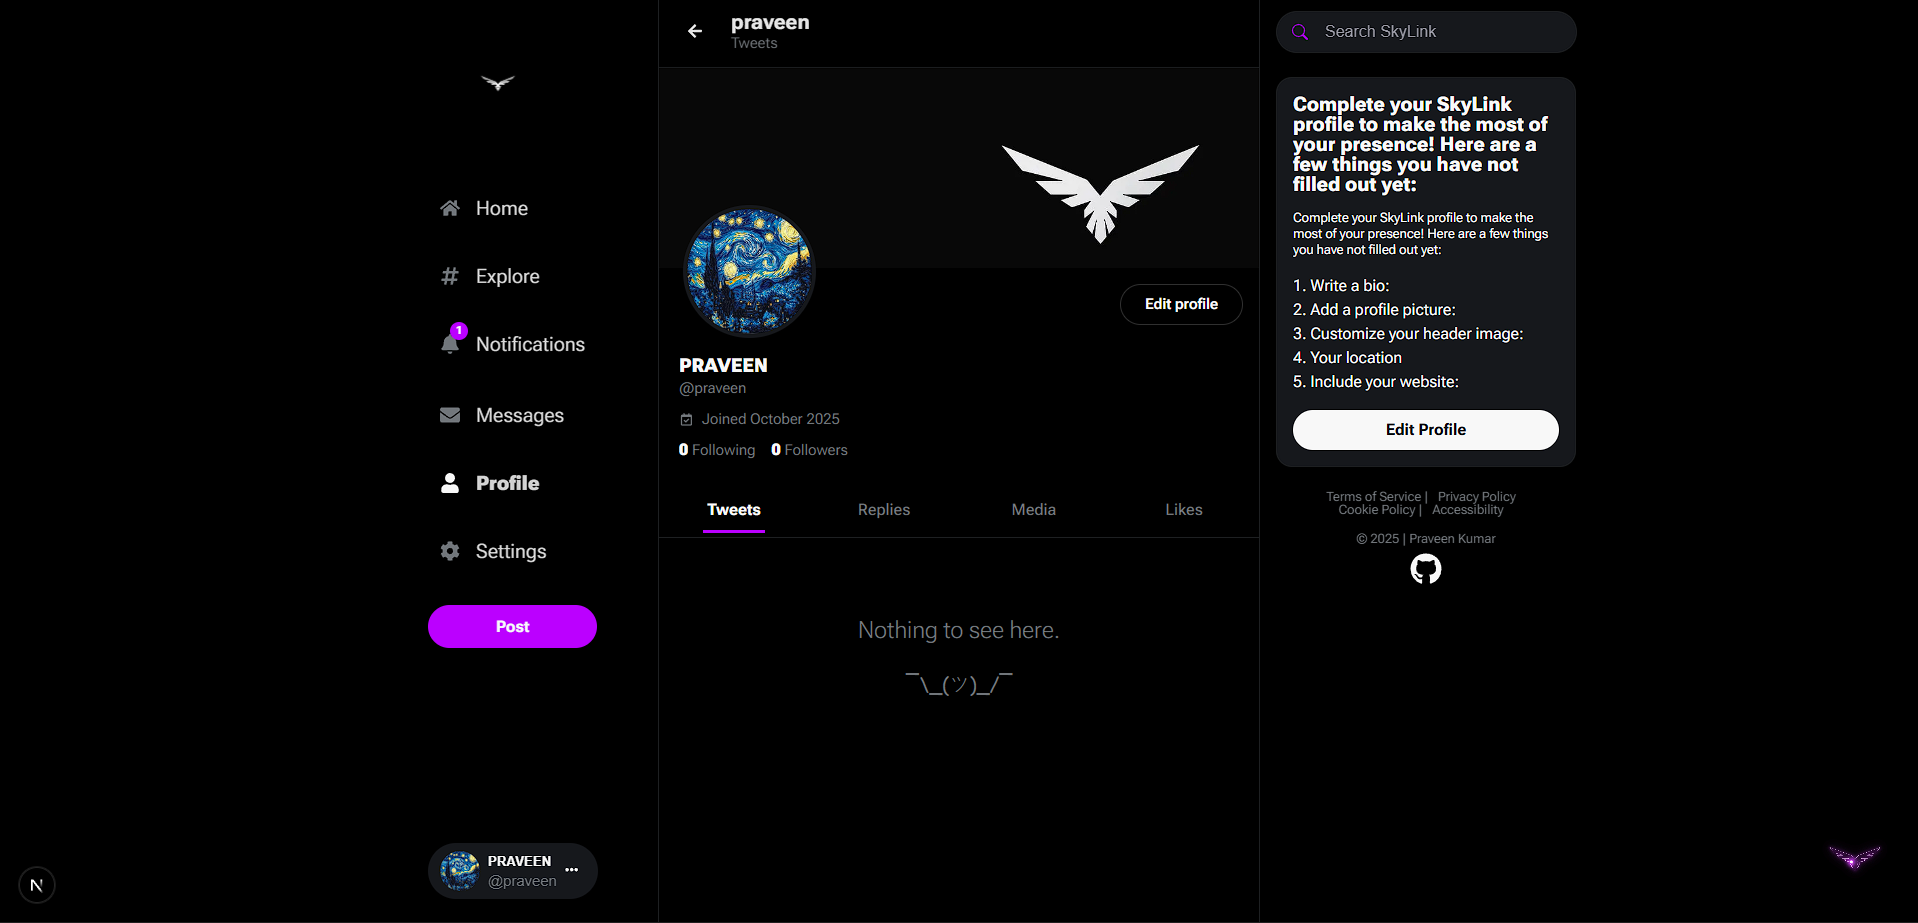 Home
Explore
1
Notifications
Messages
Profile
Settings
Post
PRAVEEN
@praveen
N
praveen
Tweets
Edit profile
PRAVEEN
@praveen
Joined October 2025
0 Following 0 Followers
Tweets Replies Media Likes
Nothing to see here.
¯\_(ツ)_/¯
Search SkyLink
Complete your SkyLink
profile to make the most of
your presence! Here are a
few things you have not
filled out yet:
Complete your SkyLink profile to make the
most of your presence! Here are a few things
you have not filled out yet:
1. Write a bio:
2. Add a profile picture:
3. Customize your header image:
4. Your location
5. Include your website:
Edit Profile
Terms of Service | Privacy Policy
Cookie Policy | Accessibility
© 2025 | Praveen Kumar